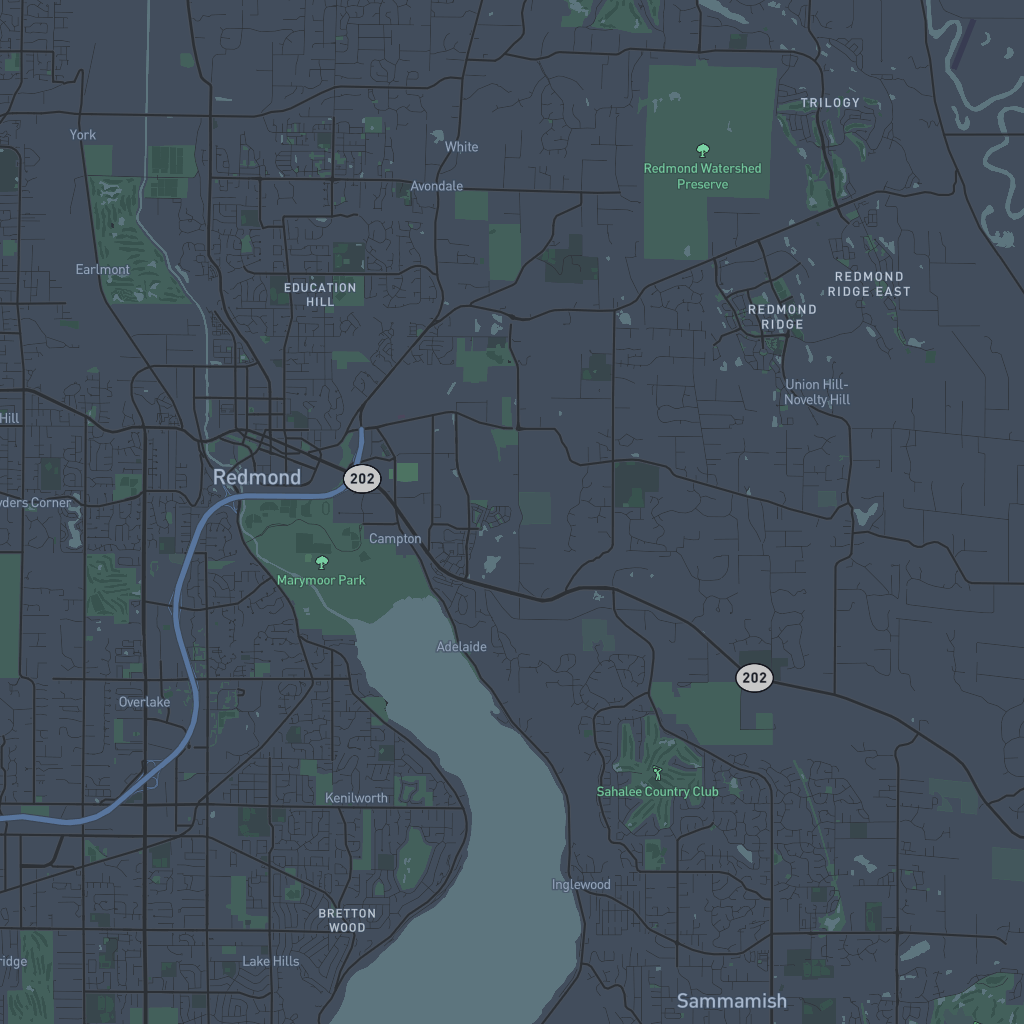 TRILOGY
York
White
Redmond Watershed
Preserve
Avondale
Earlmont
EDUCATION
HILL
REDMOND
RIDGE EAST
REDMOND
RIDGE
Union Hill-
Novelty Hill
Hill
Redmond
202
yders Corner
Campton
Marymoor Park
Adelaide
202
Overlake
Sahalee Country Club
Kenilworth
Inglewood
BRETTON
WOOD
ridge
Lake Hills
Sammamish